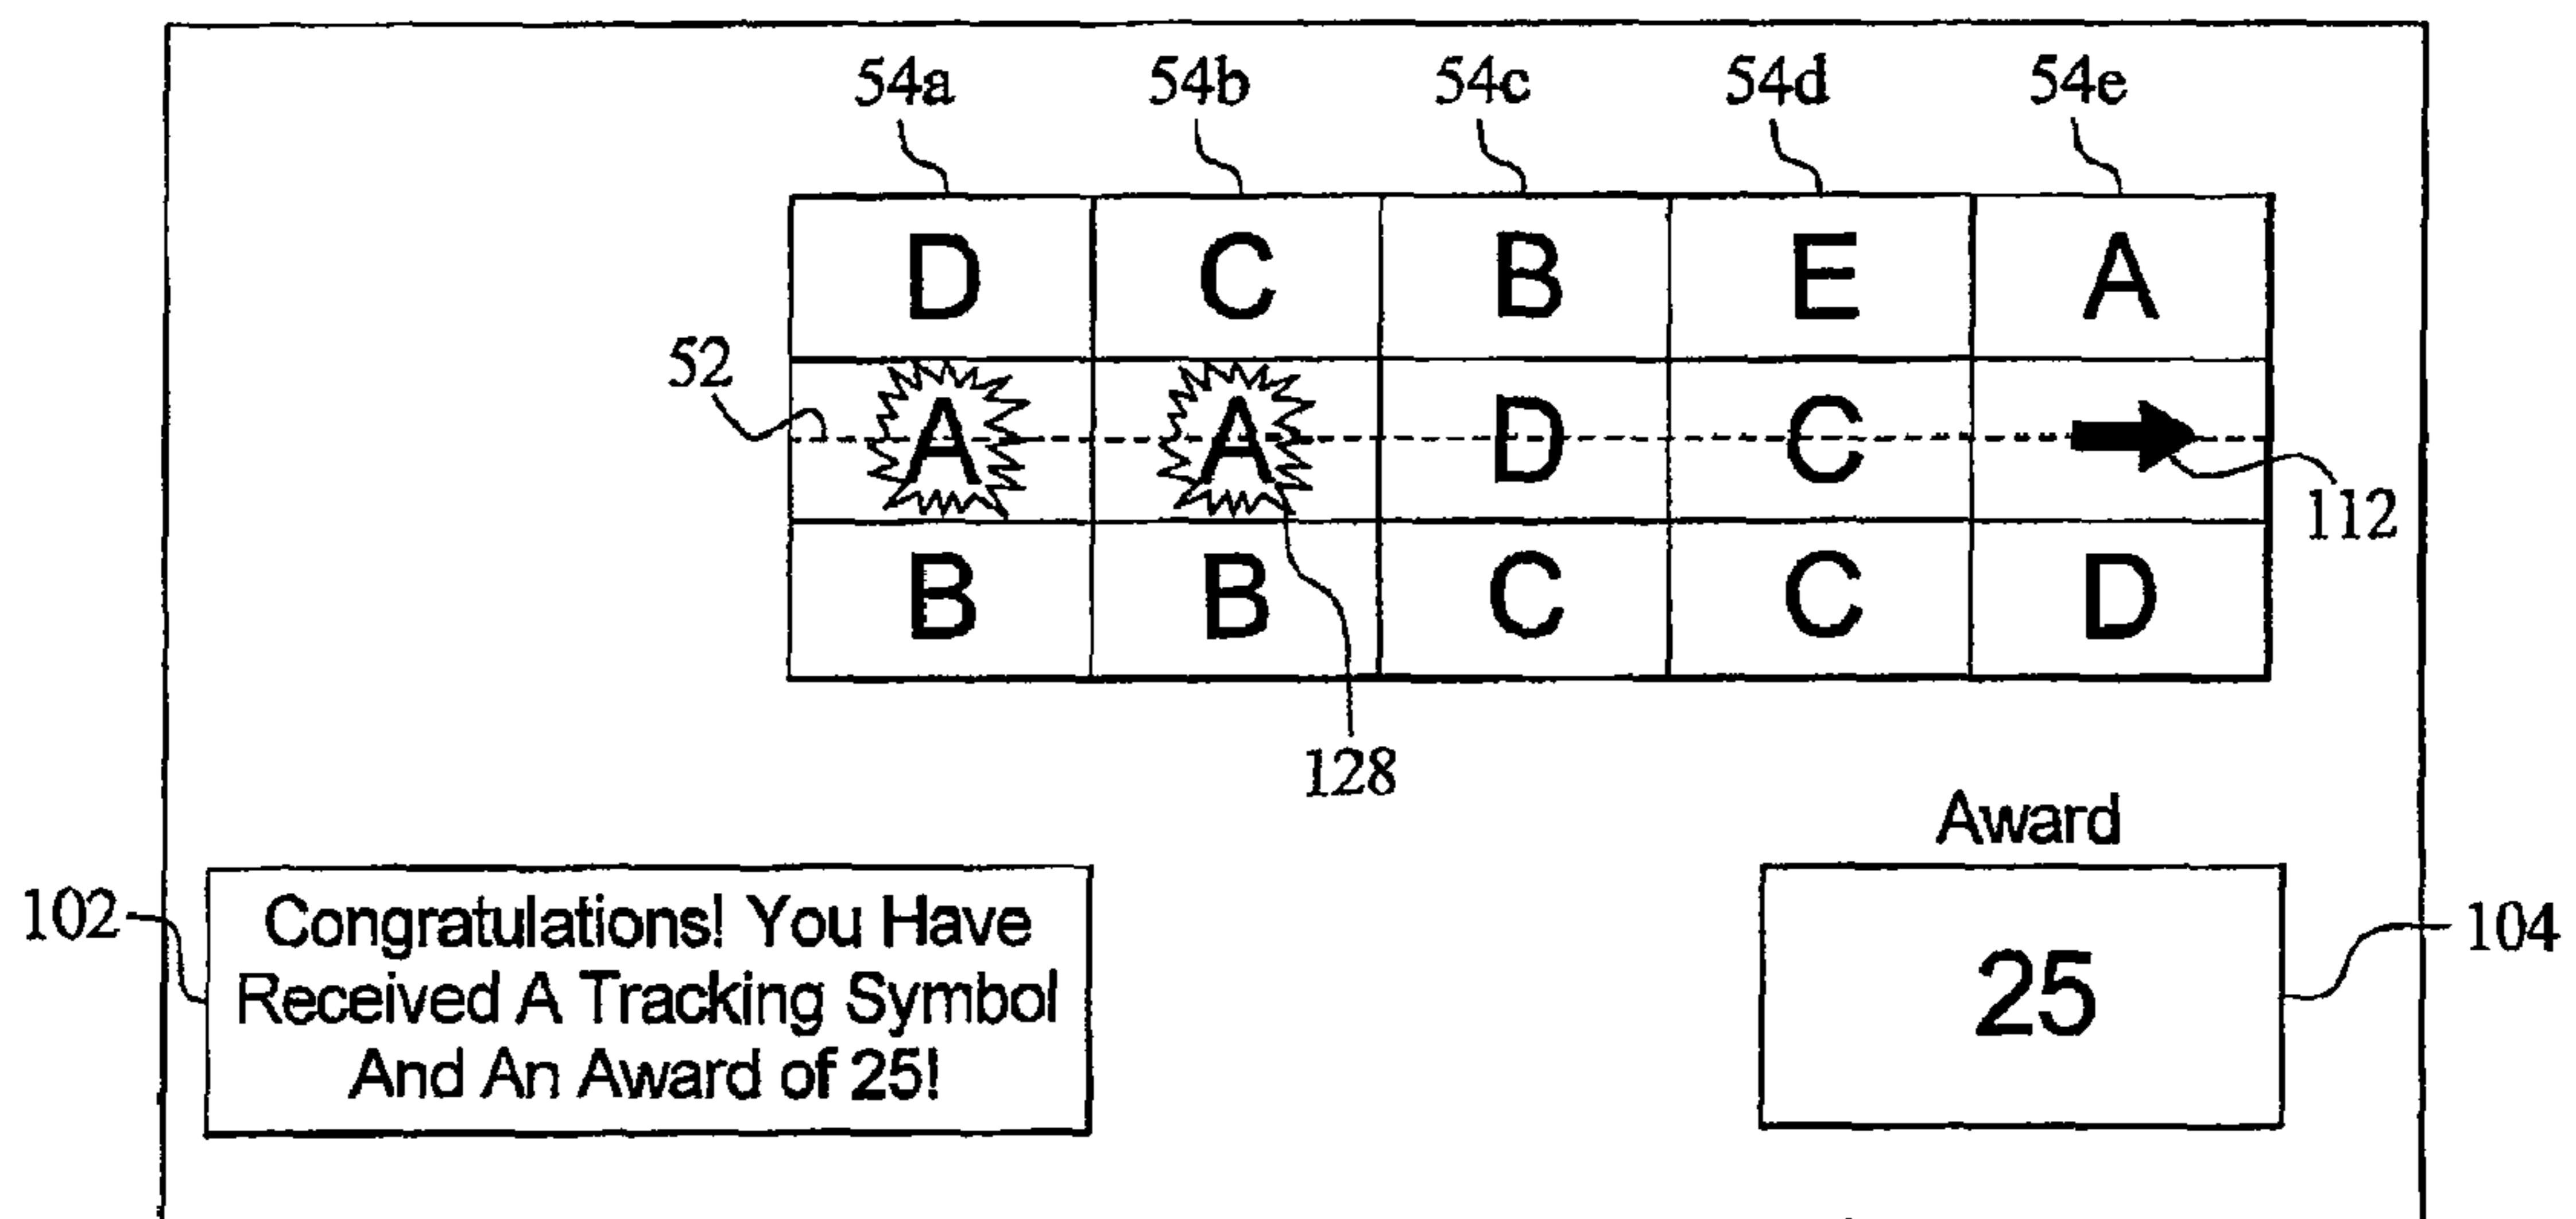 54a 54b 54c 54d 54e
D C B E A
52
A A D C
112
B B C C D
128
Award
102
Congratulations! You Have
Received A Tracking Symbol
And An Award of 25!
25
104